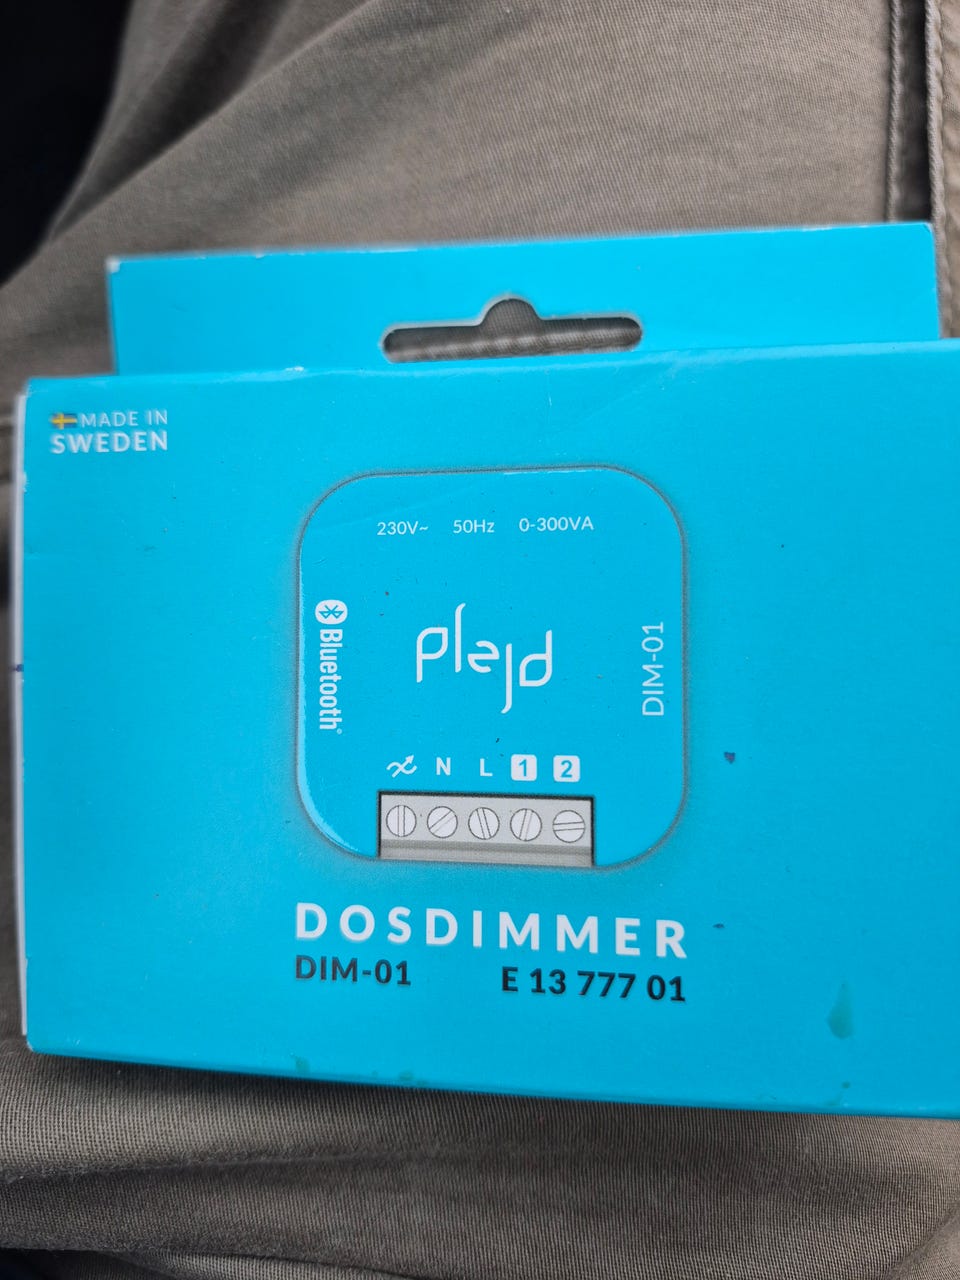 MADE IN
SWEDEN
230V~ 50Hz 0-300VA
Bluetooth®
plejd
DIM-01
N L 1 2
DOSDIMMER
DIM-01 E 13 777 01